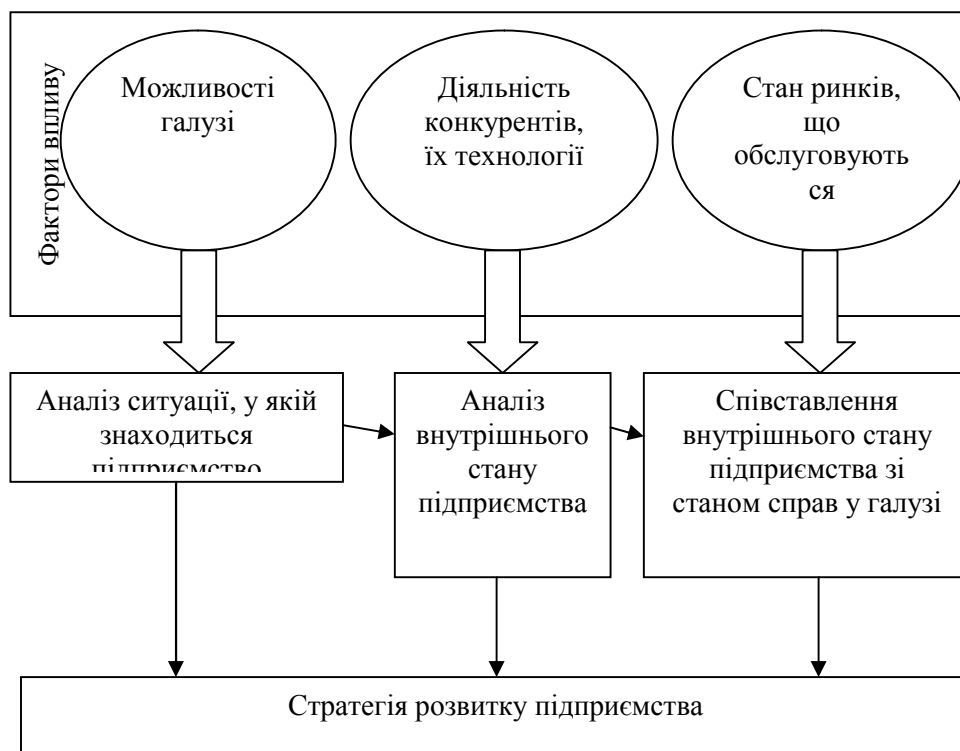 Фактори впливу
Можливості
галузі
Діяльність
конкурентів,
їх технології
Стан ринків,
що
обслуговують
ся
Аналіз ситуації, у якій
знаходиться
підприємство
Аналіз
внутрішнього
стану
підприємства
Співставлення
внутрішнього стану
підприємства зі
станом справ у галузі
Стратегія розвитку підприємства